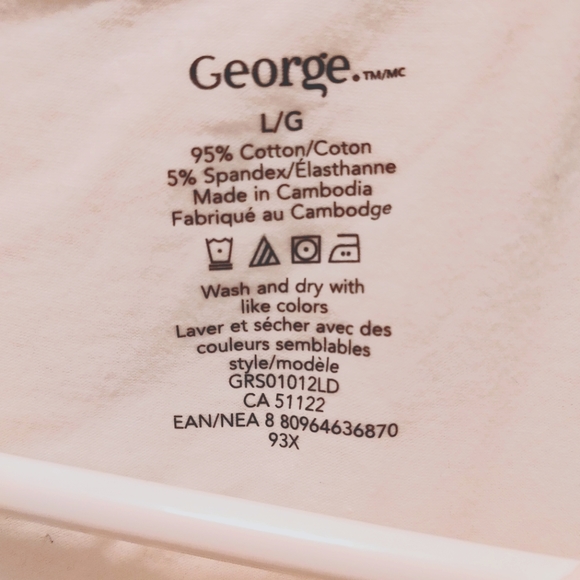 George.TM/MC
L/G
95% Cotton/Coton
5% Spandex/Élasthanne
Made in Cambodia
Fabriqué au Cambodge
Wash and dry with
like colors
Laver et sécher avec des
couleurs semblables
style/modèle
GRS01012LD
CA 51122
EAN/NEA 8 80964636870
93X